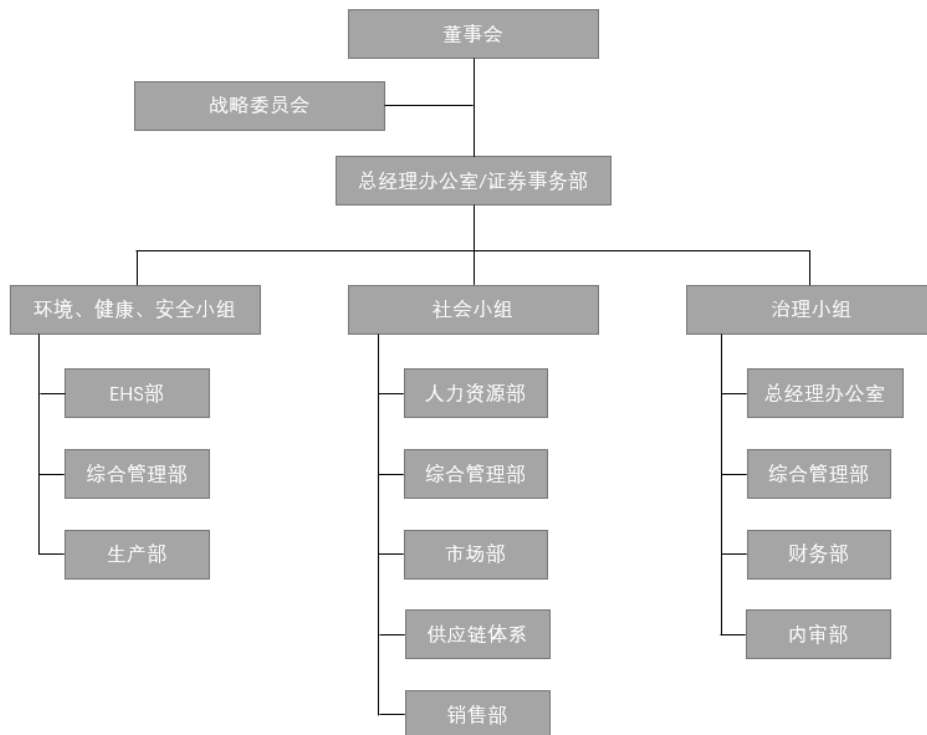 董事会
战略委员会
总经理办公室/证券事务部
环境、健康、安全小组
社会小组
治理小组
EHS部
人力资源部
总经理办公室
综合管理部
综合管理部
综合管理部
生产部
市场部
财务部
供应链体系
内审部
销售部